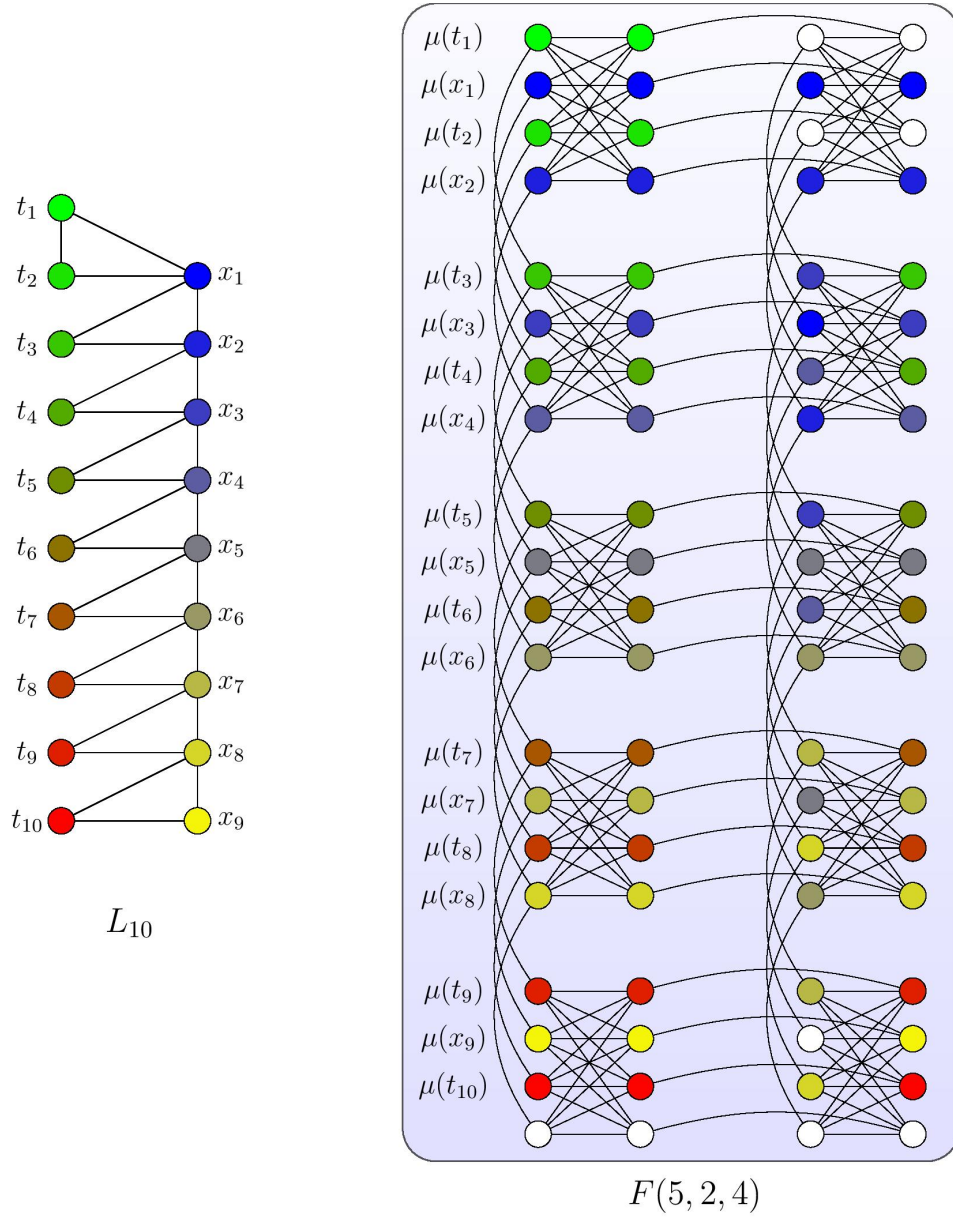 t₁
t₂
t₃
t₄
t₅
t₆
t₇
t₈
t₉
t₁₀
x₁
x₂
x₃
x₄
x₅
x₆
x₇
x₈
x₉
L₁₀
μ(t₁)
μ(x₁)
μ(t₂)
μ(x₂)
μ(t₃)
μ(x₃)
μ(t₄)
μ(x₄)
μ(t₅)
μ(x₅)
μ(t₆)
μ(x₆)
μ(t₇)
μ(x₇)
μ(t₈)
μ(x₈)
μ(t₉)
μ(x₉)
μ(t₁₀)
F(5, 2, 4)